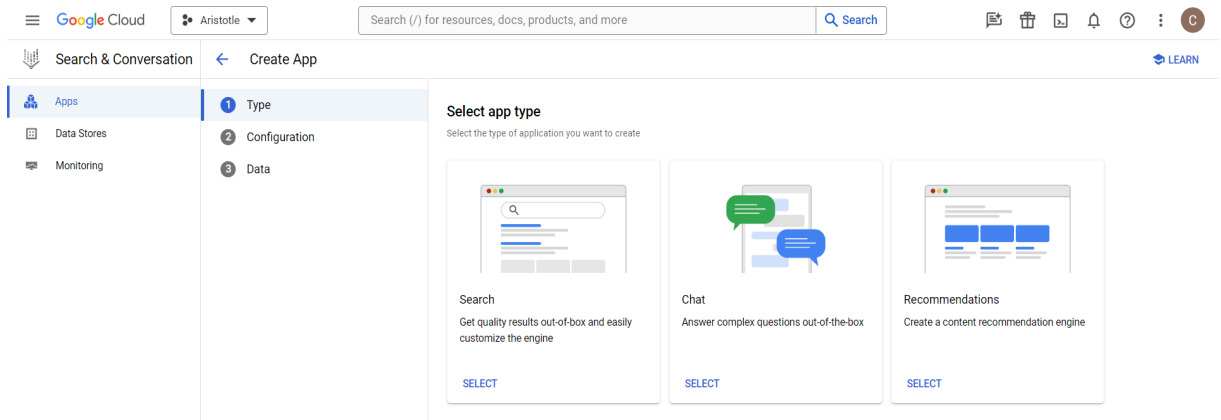 Google Cloud
Aristotle
Search (/) for resources, docs, products, and more
Search
C
Search & Conversation
Create App
LEARN
Apps
Data Stores
Monitoring
1 Type
2 Configuration
3 Data
Select app type
Select the type of application you want to create
Search
Get quality results out-of-box and easily
customize the engine
SELECT
Chat
Answer complex questions out-of-the-box
SELECT
Recommendations
Create a content recommendation engine
SELECT